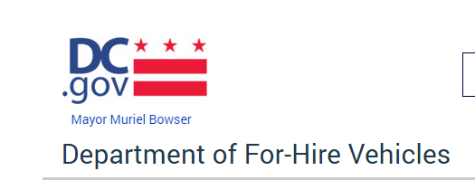 DC
.gov
Mayor Muriel Bowser
Department of For-Hire Vehicles